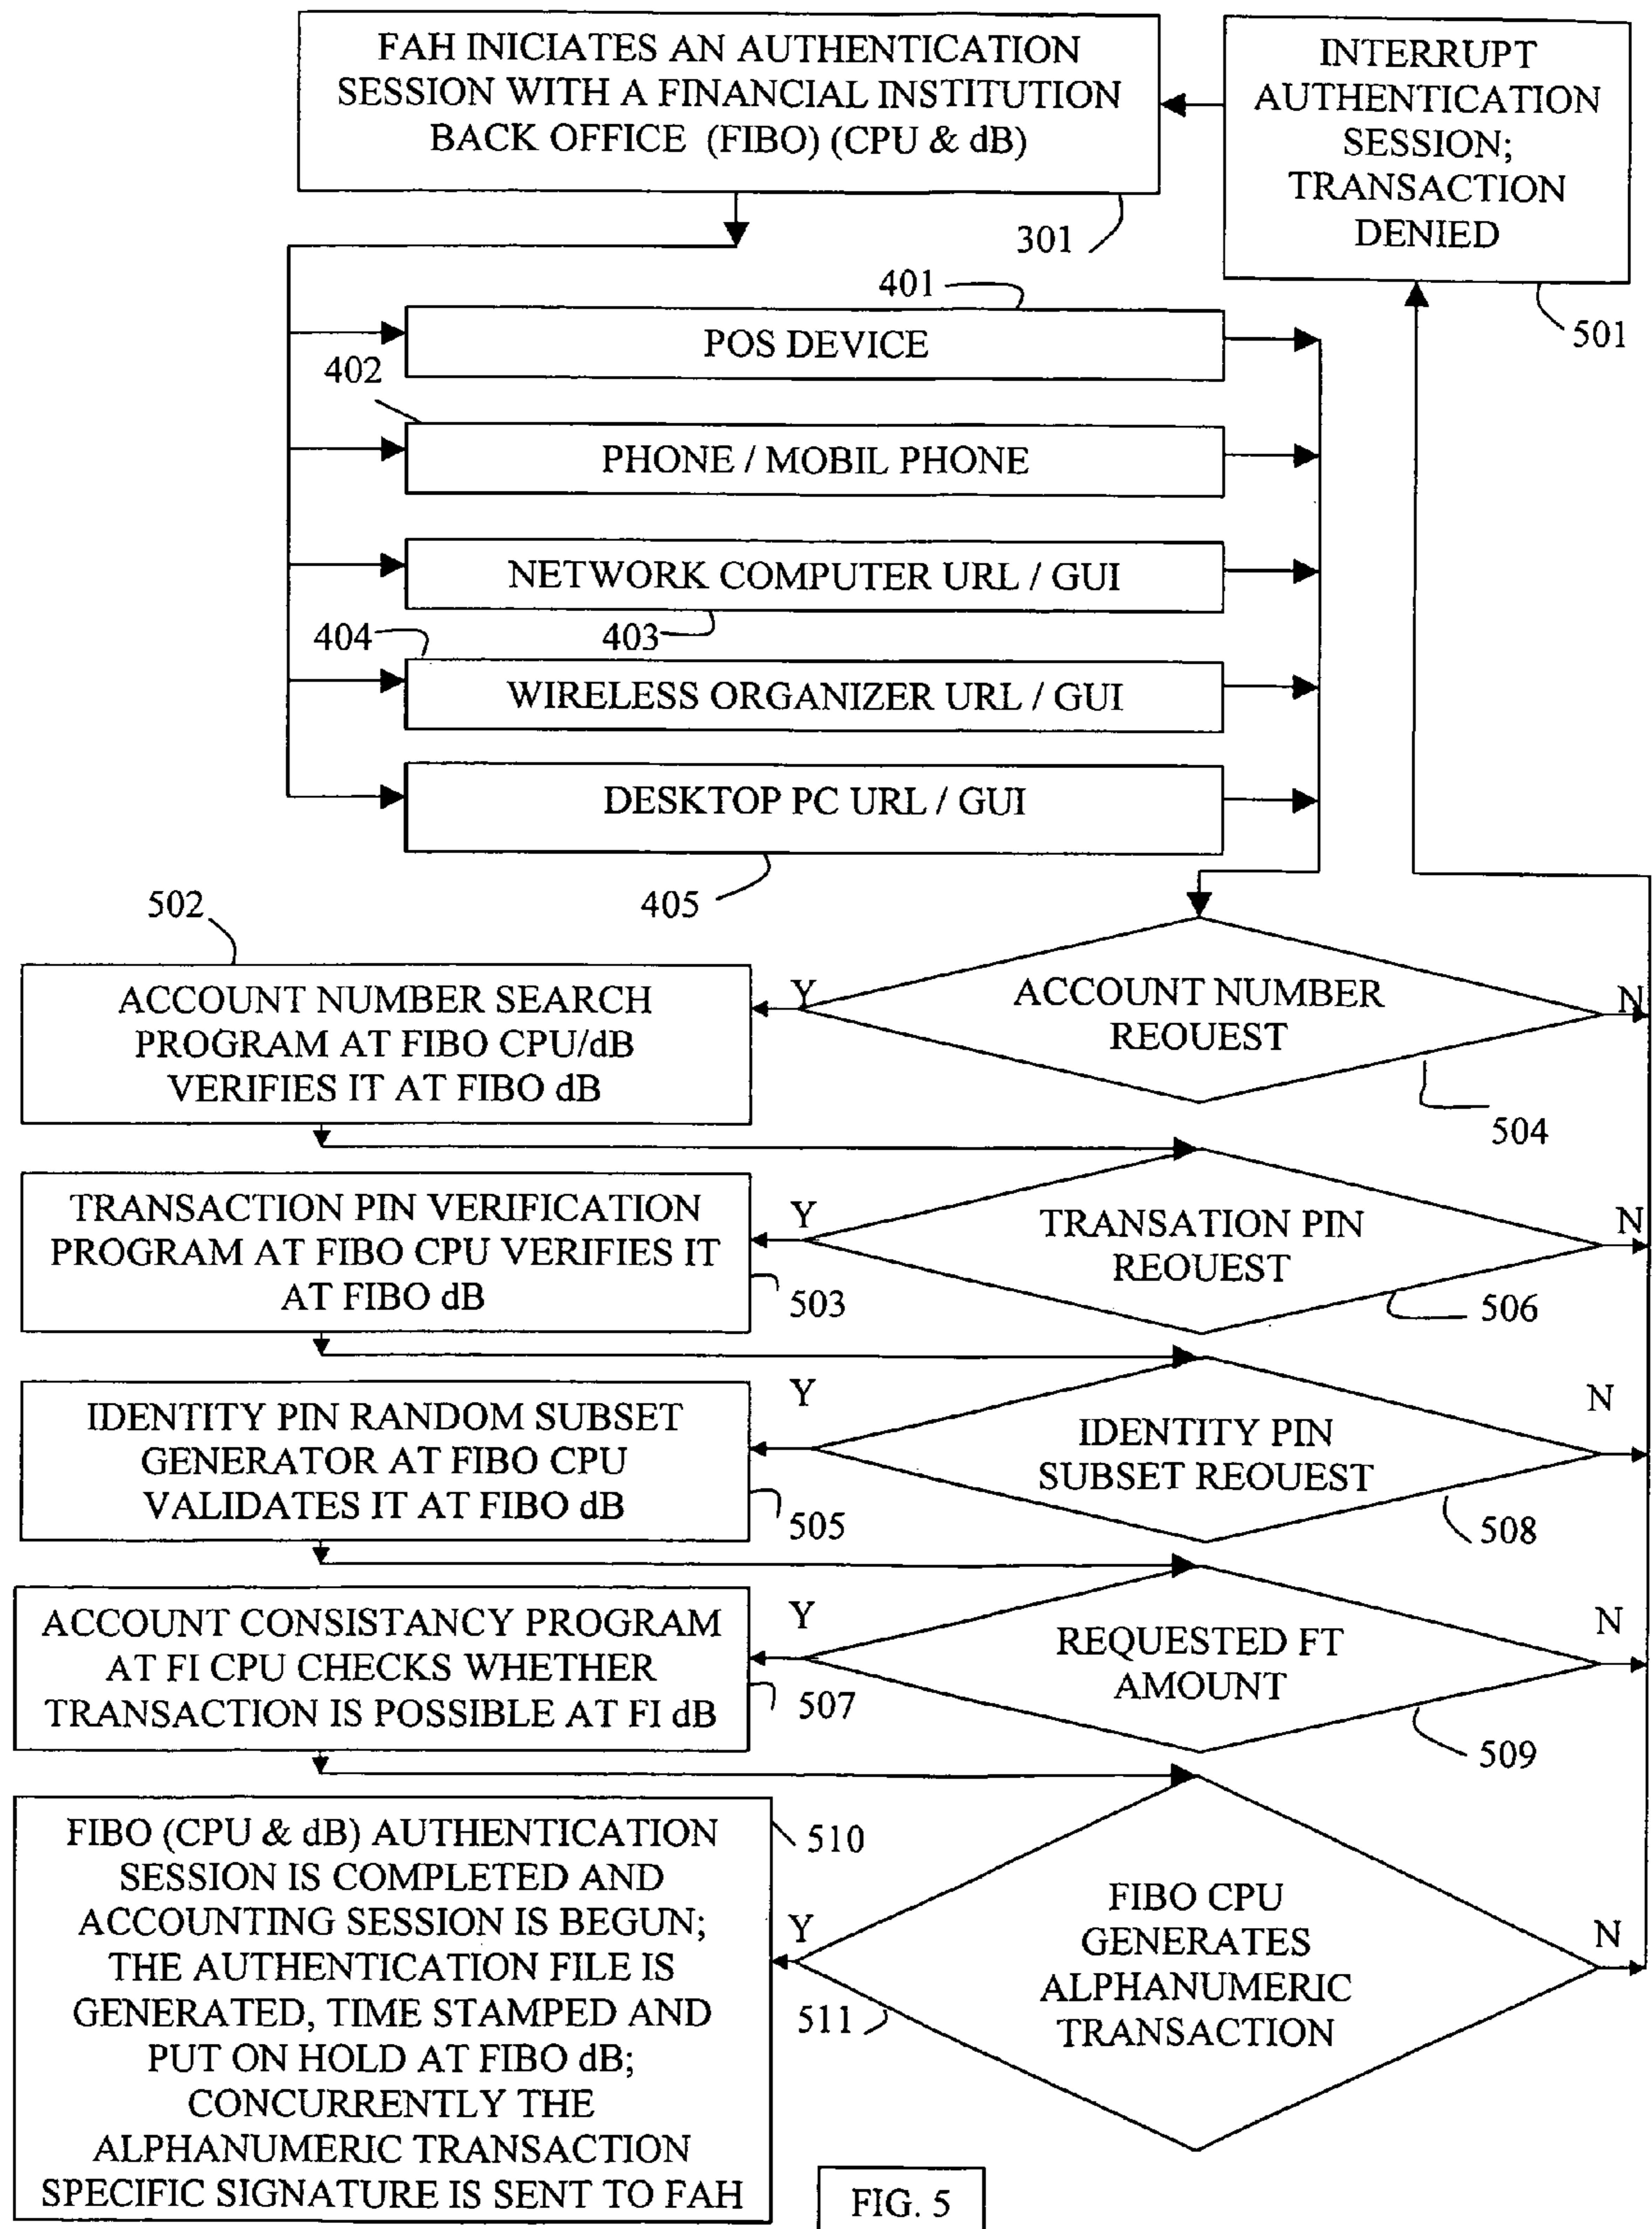 FAH INICIATES AN AUTHENTICATION
SESSION WITH A FINANCIAL INSTITUTION
BACK OFFICE (FIBO) (CPU & dB)
301
INTERRUPT
AUTHENTICATION
SESSION;
TRANSACTION
DENIED
501
401
POS DEVICE
402
PHONE / MOBIL PHONE
NETWORK COMPUTER URL / GUI
403
404
WIRELESS ORGANIZER URL / GUI
DESKTOP PC URL / GUI
405
502
ACCOUNT NUMBER SEARCH
PROGRAM AT FIBO CPU/dB
VERIFIES IT AT FIBO dB
Y
ACCOUNT NUMBER
REOUEST
N
504
TRANSACTION PIN VERIFICATION
PROGRAM AT FIBO CPU VERIFIES IT
AT FIBO dB
503
Y
TRANSATION PIN
REOUEST
N
506
IDENTITY PIN RANDOM SUBSET
GENERATOR AT FIBO CPU
VALIDATES IT AT FIBO dB
505
Y
IDENTITY PIN
SUBSET REOUEST
N
508
ACCOUNT CONSISTANCY PROGRAM
AT FI CPU CHECKS WHETHER
TRANSACTION IS POSSIBLE AT FI dB
507
Y
REQUESTED FT
AMOUNT
N
509
FIBO (CPU & dB) AUTHENTICATION
SESSION IS COMPLETED AND
ACCOUNTING SESSION IS BEGUN;
THE AUTHENTICATION FILE IS
GENERATED, TIME STAMPED AND
PUT ON HOLD AT FIBO dB;
CONCURRENTLY THE
ALPHANUMERIC TRANSACTION
SPECIFIC SIGNATURE IS SENT TO FAH
510
Y
FIBO CPU
GENERATES
ALPHANUMERIC
TRANSACTION
N
511
FIG. 5